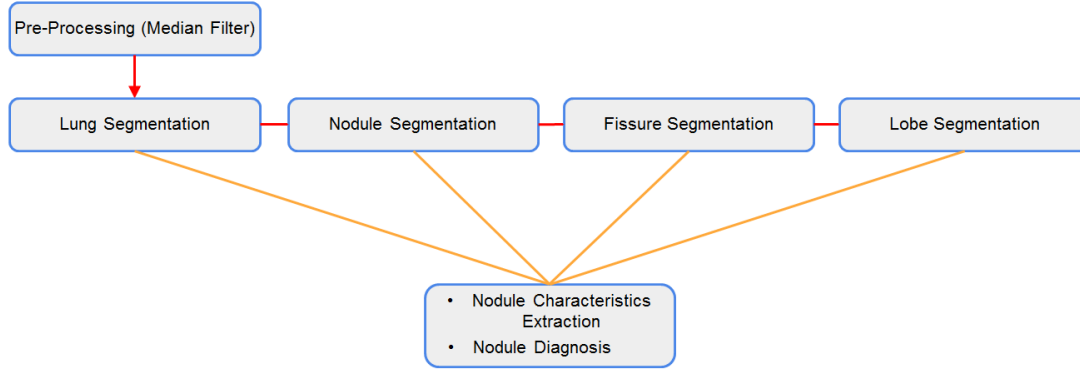 Pre-Processing (Median Filter)
Lung Segmentation
Nodule Segmentation
Fissure Segmentation
Lobe Segmentation
• Nodule Characteristics
Extraction
• Nodule Diagnosis